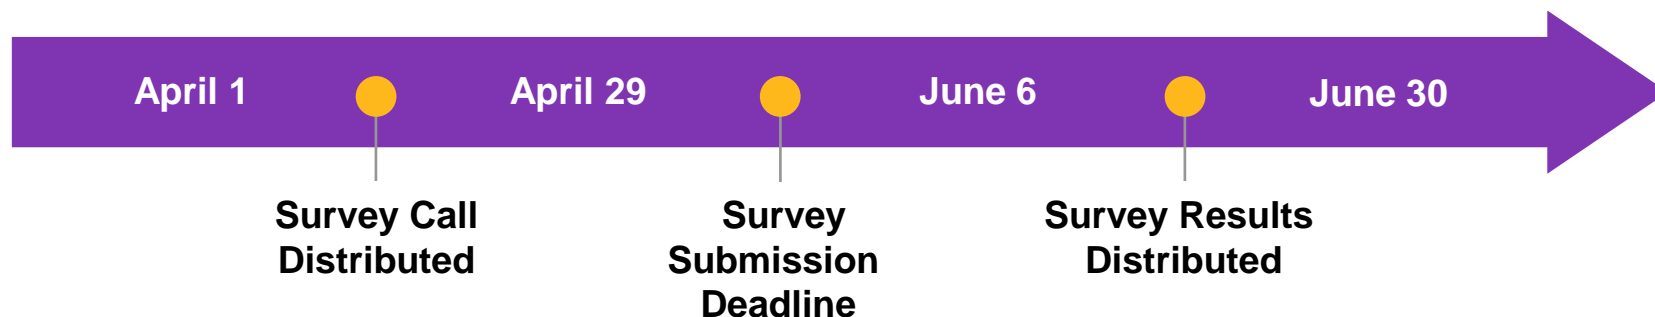 April 1
April 29
June 6
June 30
Survey Call
Distributed
Survey
Submission
Deadline
Survey Results
Distributed